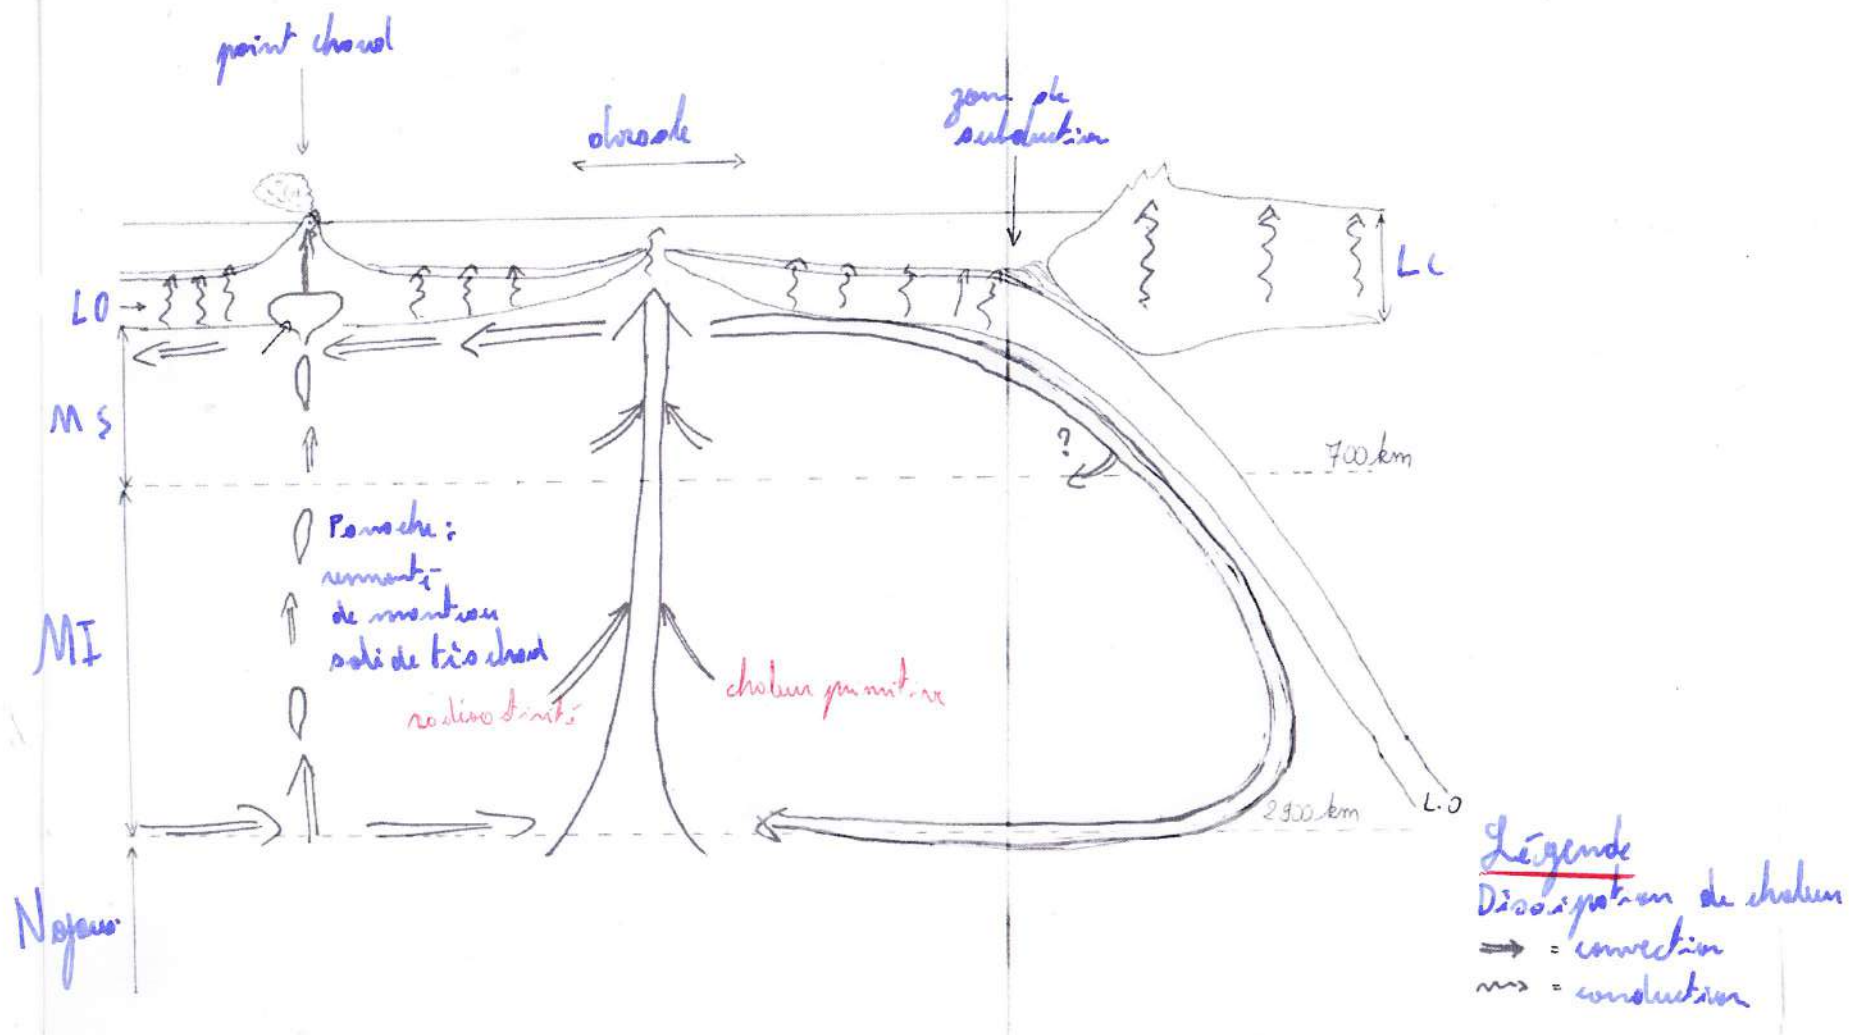 point chaud
dorsale
zone de
subduction
LO
LC
MS
?
700 km
Panache :
remonté
de manteau
solide très chaud
MI
radioactivité
chaleur primitive
2900 km
L.O
Noyau
Légende
Dissipation de chaleur
= convection
= conduction